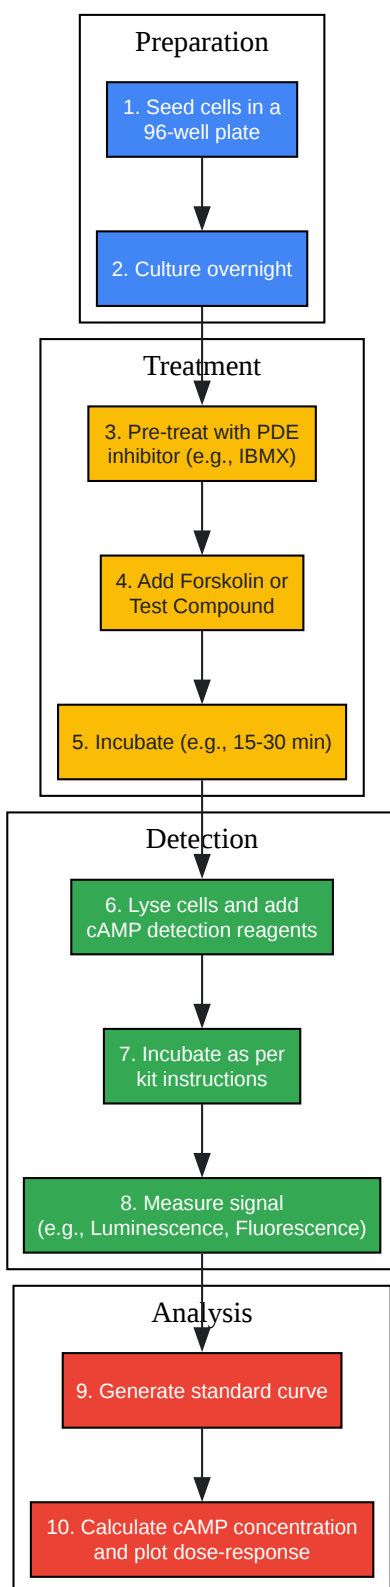 Preparation
1. Seed cells in a
96-well plate
2. Culture overnight
Treatment
3. Pre-treat with PDE
inhibitor (e.g., IBMX)
4. Add Forskolin or
Test Compound
5. Incubate (e.g., 15-30 min)
Detection
6. Lyse cells and add
cAMP detection reagents
7. Incubate as per
kit instructions
8. Measure signal
(e.g., Luminescence, Fluorescence)
Analysis
9. Generate standard curve
10. Calculate cAMP concentration
and plot dose-response